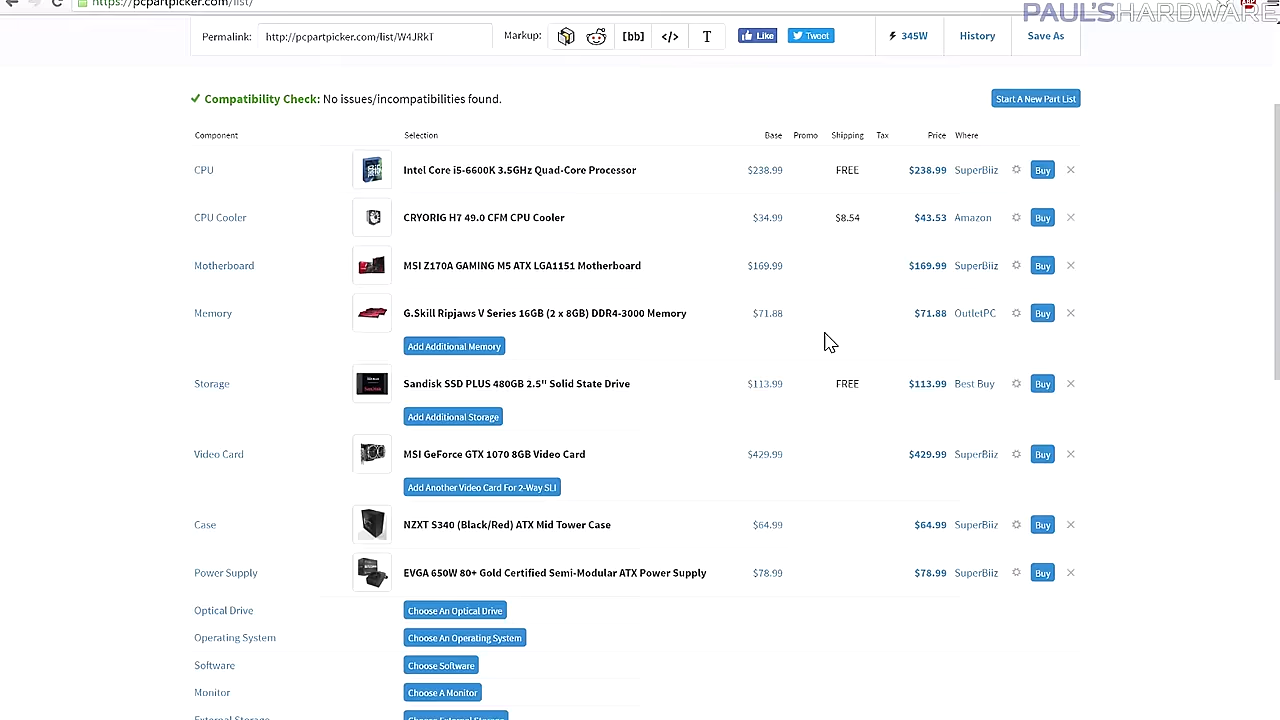 https://pcpartpicker.com/list/
PAUL'SHARDWARE
Permalink: http://pcpartpicker.com/list/W4JRkT Markup: [bb] </> T Like Tweet 345W History Save As
Compatibility Check: No issues/incompatibilities found. Start A New Part List
Component Selection Base Promo Shipping Tax Price Where
CPU Intel Core i5-6600K 3.5GHz Quad-Core Processor $238.99 FREE $238.99 SuperBiiz Buy
CPU Cooler CRYORIG H7 49.0 CFM CPU Cooler $34.99 $8.54 $43.53 Amazon Buy
Motherboard MSI Z170A GAMING M5 ATX LGA1151 Motherboard $169.99 $169.99 SuperBiiz Buy
Memory G.Skill Ripjaws V Series 16GB (2 x 8GB) DDR4-3000 Memory $71.88 $71.88 OutletPC Buy
Add Additional Memory
Storage Sandisk SSD PLUS 480GB 2.5" Solid State Drive $113.99 FREE $113.99 Best Buy Buy
Add Additional Storage
Video Card MSI GeForce GTX 1070 8GB Video Card $429.99 $429.99 SuperBiiz Buy
Add Another Video Card For 2-Way SLI
Case NZXT S340 (Black/Red) ATX Mid Tower Case $64.99 $64.99 SuperBiiz Buy
Power Supply EVGA 650W 80+ Gold Certified Semi-Modular ATX Power Supply $78.99 $78.99 SuperBiiz Buy
Optical Drive Choose An Optical Drive
Operating System Choose An Operating System
Software Choose Software
Monitor Choose A Monitor
External Storage Choose External Storage